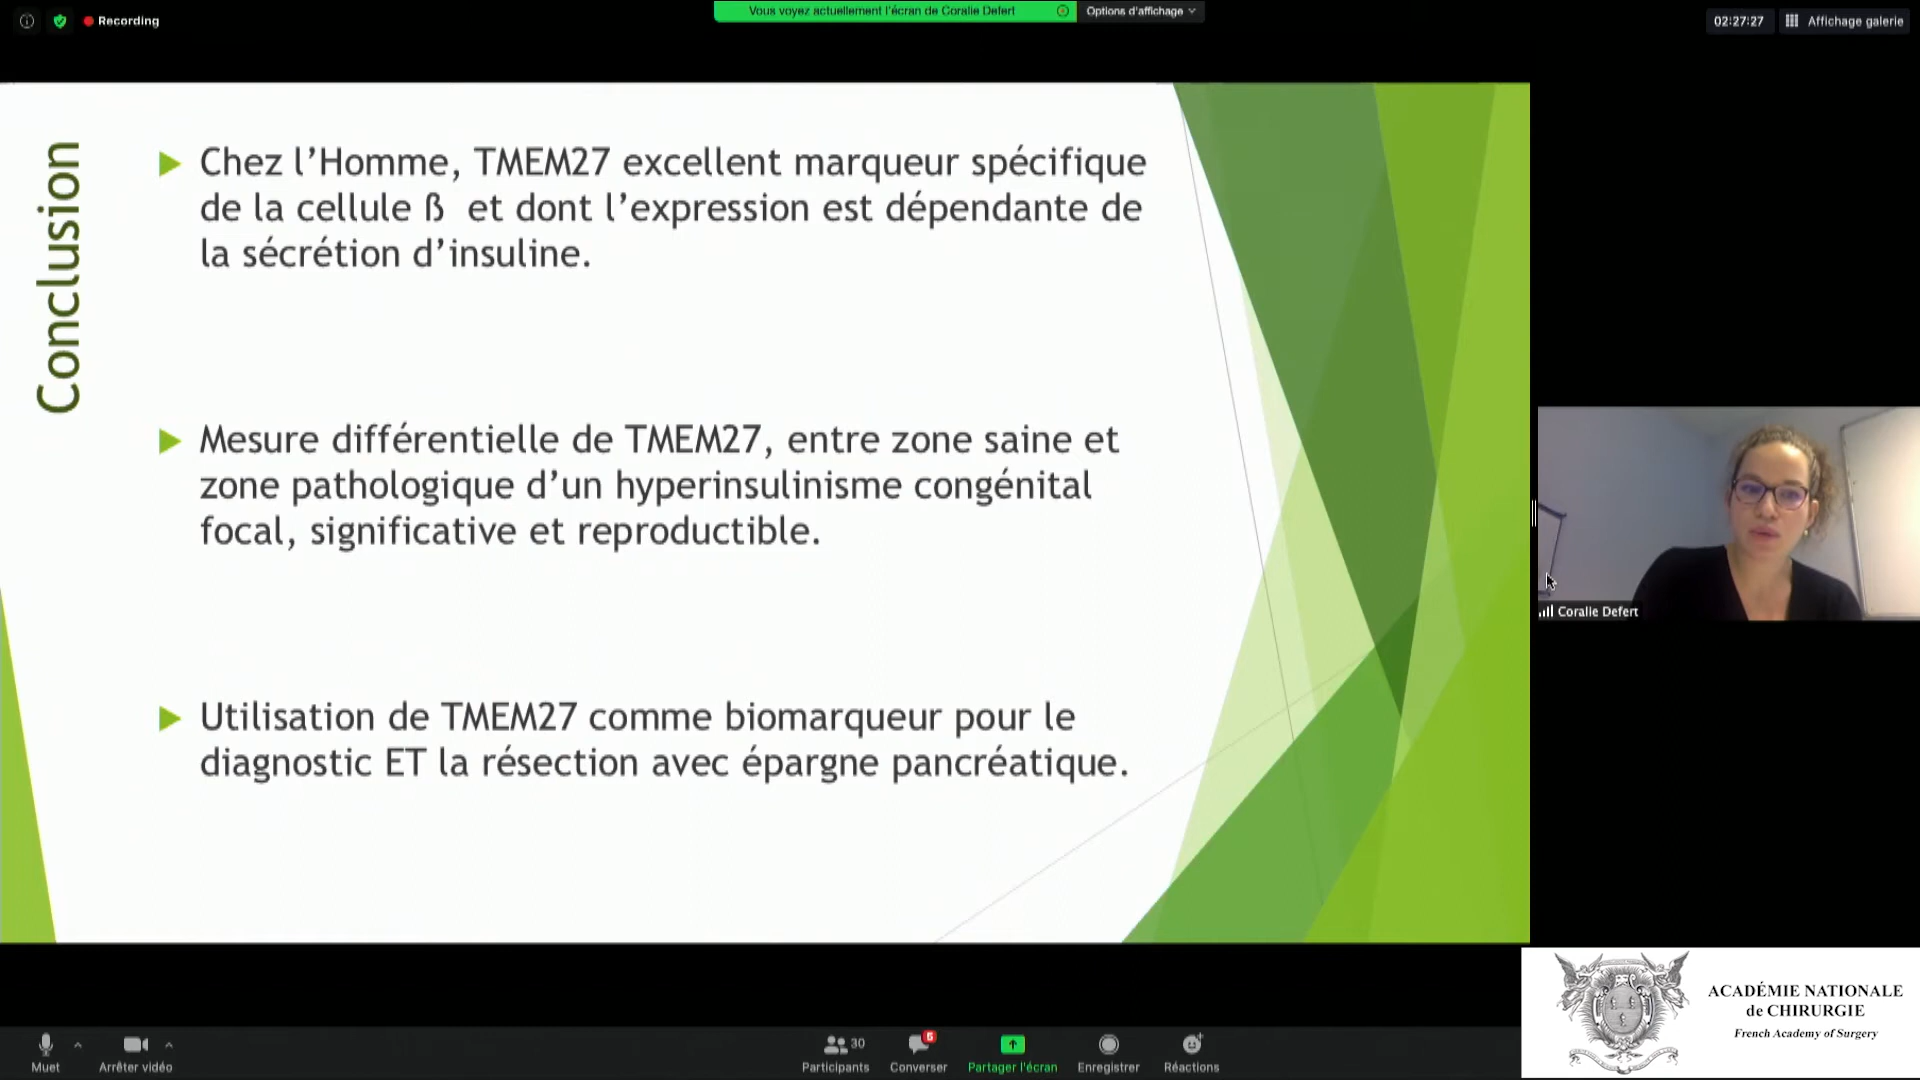 Recording
Vous voyez actuellement l'écran de Coralie Defert
Options d'affichage
02:27:27
Affichage galerie
Conclusion
Chez l'Homme, TMEM27 excellent marqueur spécifique
de la cellule ß et dont l'expression est dépendante de
la sécrétion d'insuline.
Mesure différentielle de TMEM27, entre zone saine et
zone pathologique d'un hyperinsulinisme congénital
focal, significative et reproductible.
Utilisation de TMEM27 comme biomarqueur pour le
diagnostic ET la résection avec épargne pancréatique.
Coralie Defert
ACADÉMIE NATIONALE
de CHIRURGIE
French Academy of Surgery
Muet
Arrêter vidéo
Participants
30
Converser
6
Partager l'écran
Enregistrer
Réactions